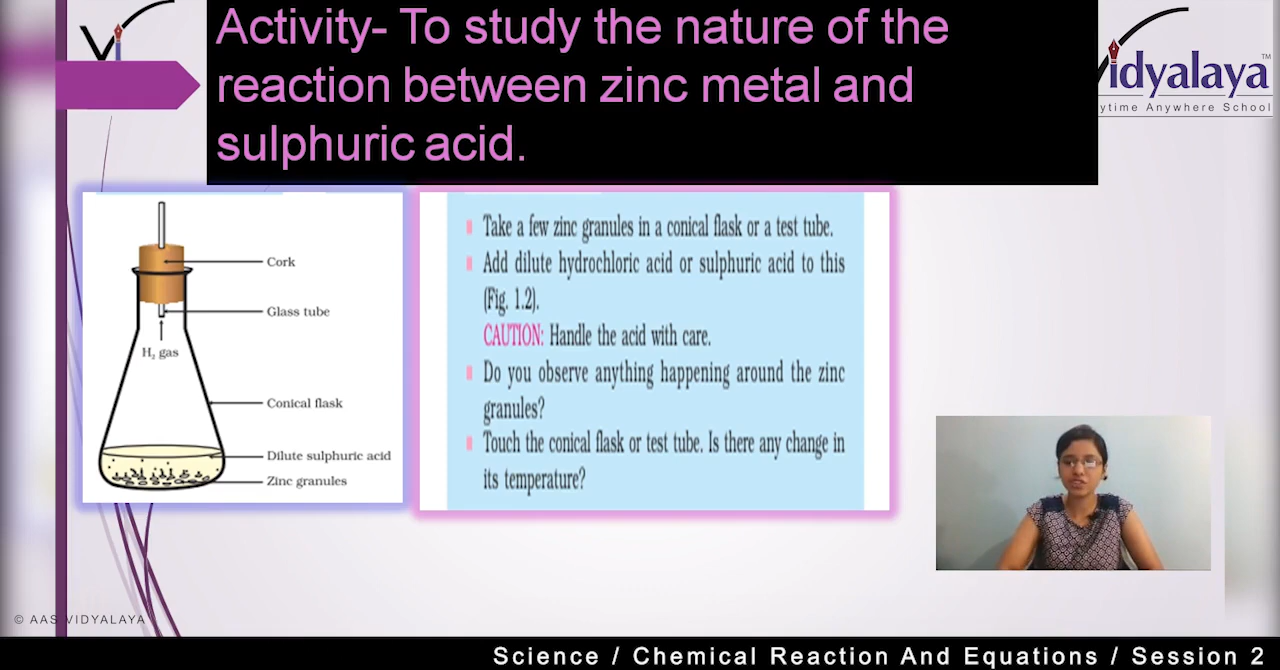 Activity- To study the nature of the
reaction between zinc metal and
sulphuric acid.
idyalaya TM
ytime Anywhere School
Cork
Glass tube
H₂ gas
Conical flask
Dilute sulphuric acid
Zinc granules
Take a few zinc granules in a conical flask or a test tube.
Add dilute hydrochloric acid or sulphuric acid to this
(Fig. 1.2).
CAUTION: Handle the acid with care.
Do you observe anything happening around the zinc
granules?
Touch the conical flask or test tube. Is there any change in
its temperature?
© AAS VIDYALAYA
Science / Chemical Reaction And Equations / Session 2